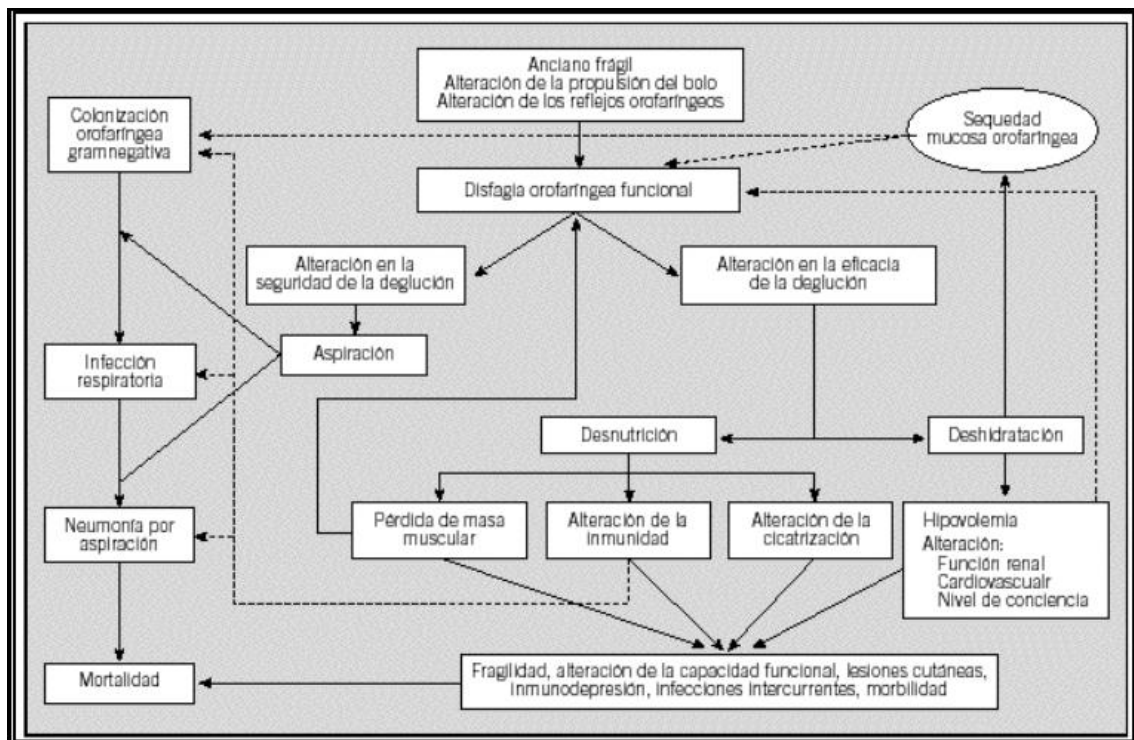 Anciano frágil
Alteración de la propulsión del bolo
Alteración de los reflejos orofaríngeos
Colonización
orofaríngea
gramnegativa
Sequedad
mucosa orofaríngea
Disfagia orofaríngea funcional
Alteración en la
seguridad de la deglución
Alteración en la eficacia
de la deglución
Aspiración
Infección
respiratoria
Desnutrición
Deshidratación
Neumonía por
aspiración
Pérdida de masa
muscular
Alteración de la
inmunidad
Alteración de la
cicatrización
Hipovolemia
Alteración:
Función renal
Cardiovascualr
Nivel de conciencia
Mortalidad
Fragilidad, alteración de la capacidad funcional, lesiones cutáneas,
inmunodepresión, infecciones intercurrentes, morbilidad